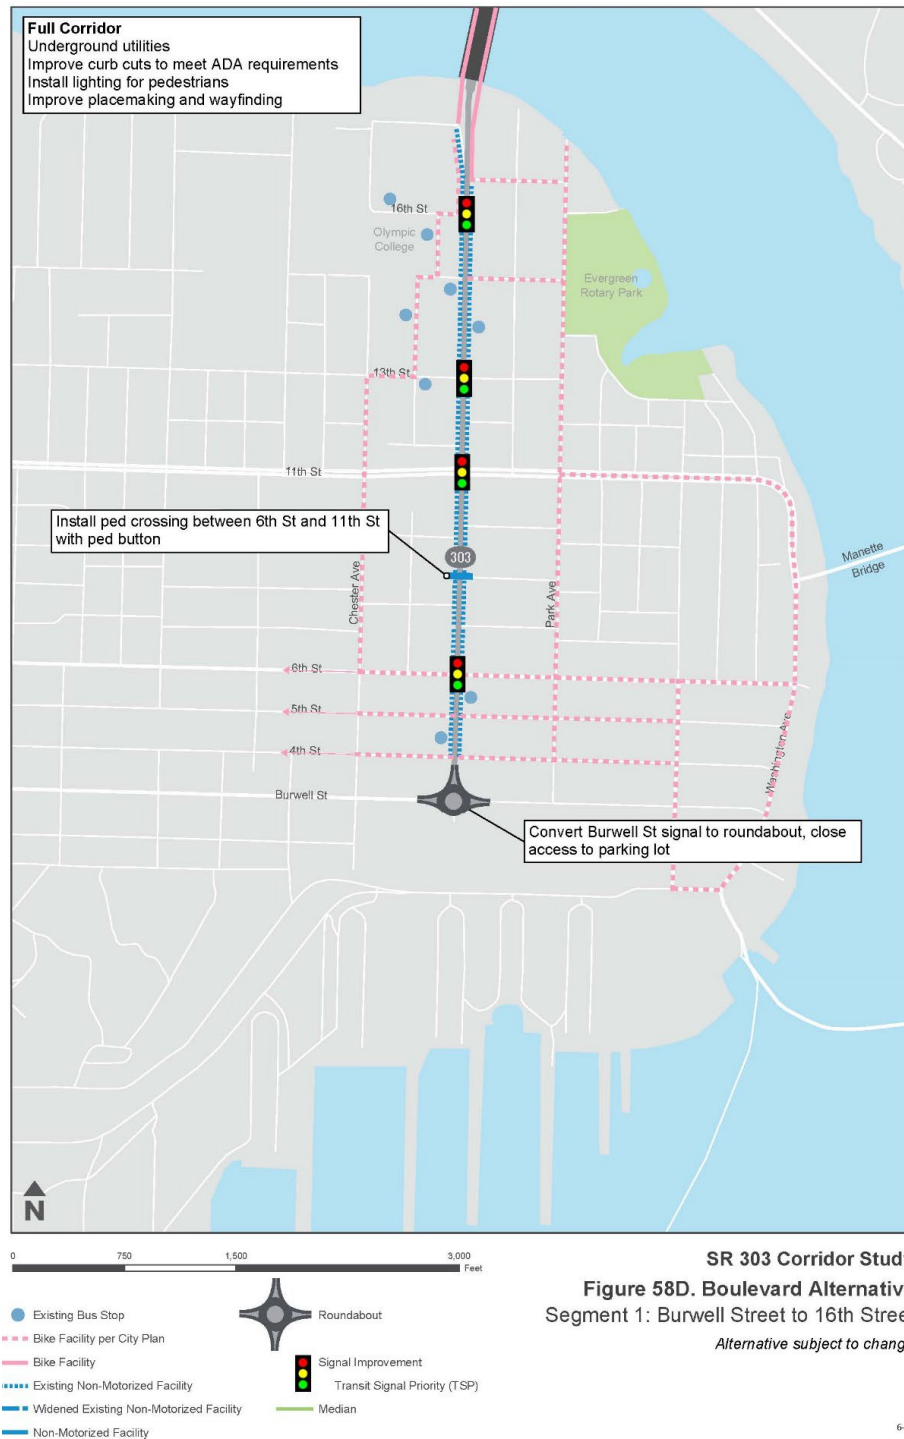 Full Corridor
Underground utilities
Improve curb cuts to meet ADA requirements
Install lighting for pedestrians
Improve placemaking and wayfinding
16th St
Olympic
College
Evergreen
Rotary Park
13th St
11th St
Install ped crossing between 6th St and 11th St
with ped button
303
Manette
Bridge
Chester Ave
Park Ave
6th St
5th St
4th St
Washington Ave
Burwell St
Convert Burwell St signal to roundabout, close
access to parking lot
N
0 750 1,500 3,000
Feet
SR 303 Corridor Stud
Figure 58D. Boulevard Alternativ
Segment 1: Burwell Street to 16th Stree
Alternative subject to chang
Existing Bus Stop
Roundabout
Bike Facility per City Plan
Bike Facility
Signal Improvement
Existing Non-Motorized Facility
Transit Signal Priority (TSP)
Widened Existing Non-Motorized Facility
Median
Non-Motorized Facility
6-